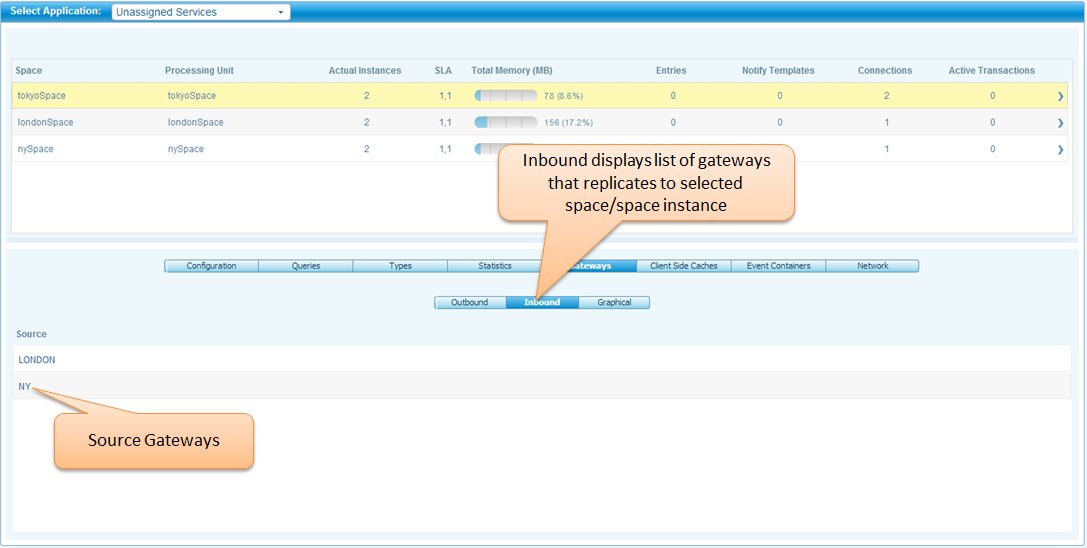 Select Application: Unassigned Services
Space Processing Unit Actual Instances SLA Total Memory (MB) Entries Notify Templates Connections Active Transactions
tokyoSpace tokyoSpace 2 1,1 78 (8.6%) 0 0 2 0
londonSpace londonSpace 2 1,1 156 (17.2%) 0 0 1 0
nySpace nySpace 2 1,1 1 0
Inbound displays list of gateways
that replicates to selected
space/space instance
Configuration Queries Types Statistics Gateways Client Side Caches Event Containers Network
Outbound Inbound Graphical
Source
LONDON
NY
Source Gateways